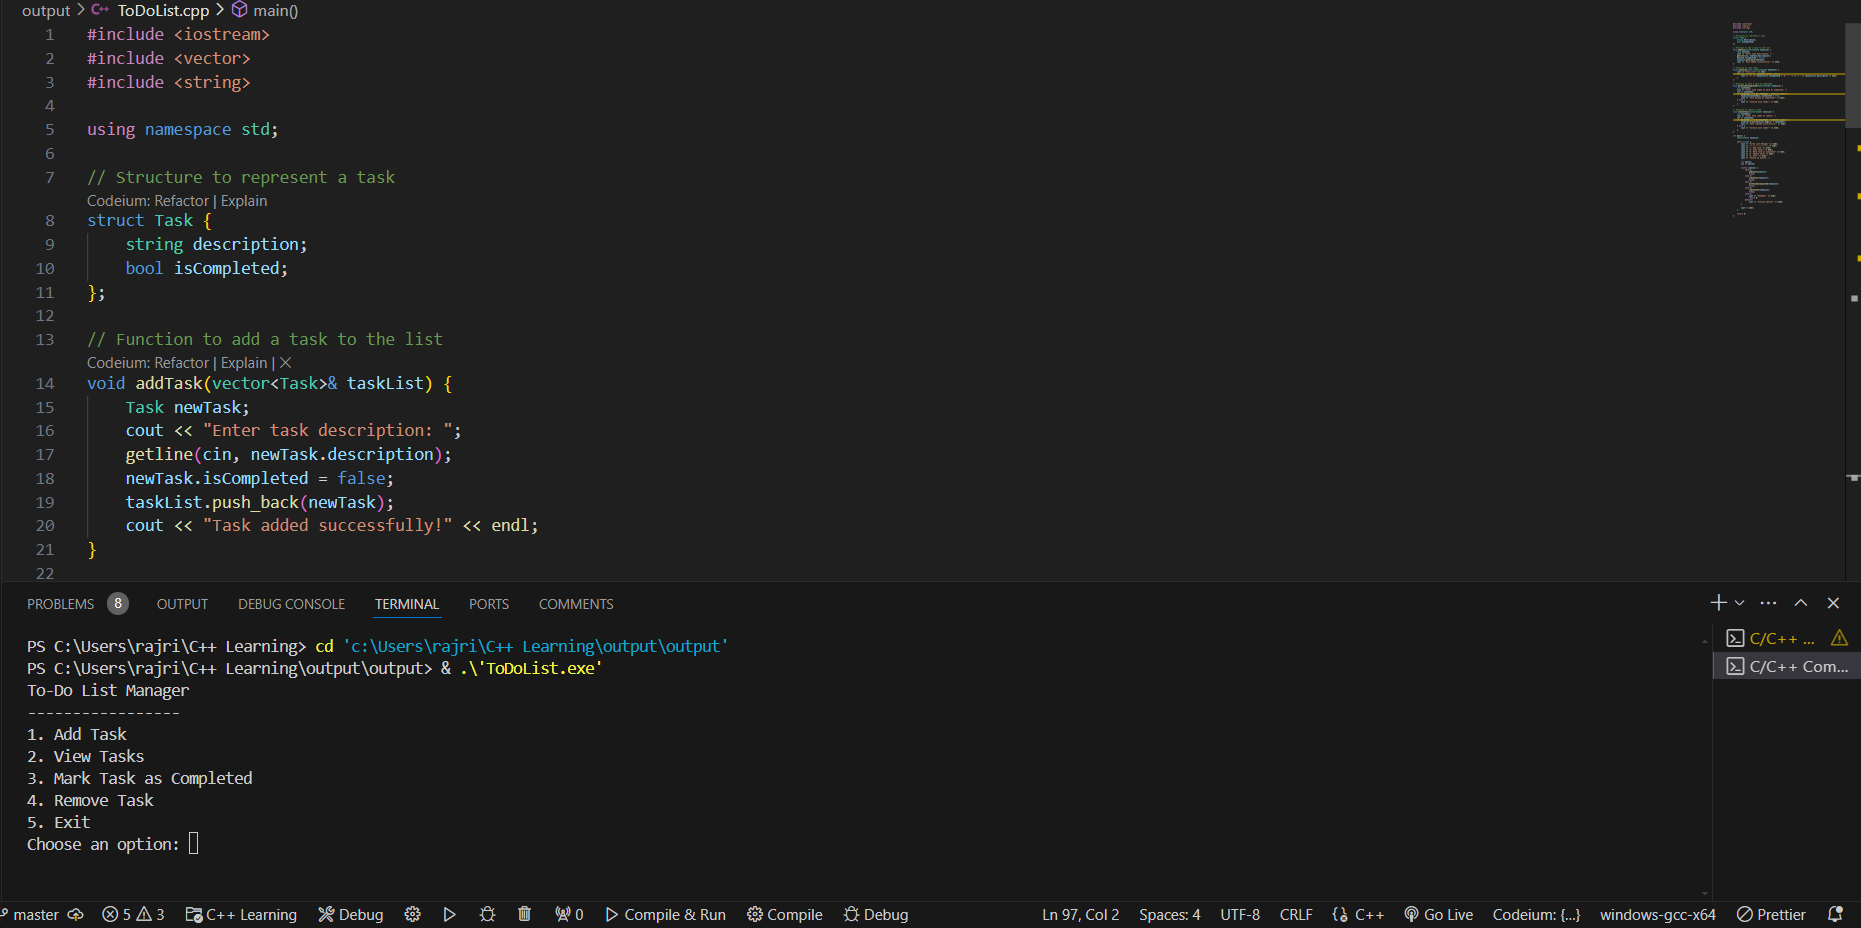 output > C++ ToDoList.cpp > main()
1 #include <iostream>
2 #include <vector>
3 #include <string>
4
5 using namespace std;
6
7 // Structure to represent a task
Codeium: Refactor | Explain
8 struct Task {
9 string description;
10 bool isCompleted;
11 };
12
13 // Function to add a task to the list
Codeium: Refactor | Explain | ×
14 void addTask(vector<Task>& taskList) {
15 Task newTask;
16 cout << "Enter task description: ";
17 getline(cin, newTask.description);
18 newTask.isCompleted = false;
19 taskList.push_back(newTask);
20 cout << "Task added successfully!" << endl;
21 }
22
PROBLEMS 8 OUTPUT DEBUG CONSOLE TERMINAL PORTS COMMENTS
PS C:\Users\rajri\C++ Learning> cd 'c:\Users\rajri\C++ Learning\output\output'
PS C:\Users\rajri\C++ Learning\output\output> & .\'ToDoList.exe'
To-Do List Manager
-----------------
1. Add Task
2. View Tasks
3. Mark Task as Completed
4. Remove Task
5. Exit
Choose an option:
C/C++ ...
C/C++ Com...
master 5 3 C++ Learning Debug 0 Compile & Run Compile Debug Ln 97, Col 2 Spaces: 4 UTF-8 CRLF C++ Go Live Codeium: {...} windows-gcc-x64 Prettier